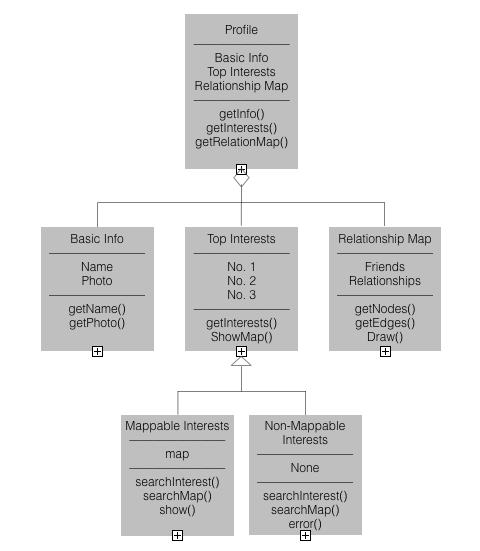 Profile
Basic Info
Top Interests
Relationship Map
getInfo()
getInterests()
getRelationMap()
Basic Info
Name
Photo
getName()
getPhoto()
Top Interests
No. 1
No. 2
No. 3
getInterests()
ShowMap()
Relationship Map
Friends
Relationships
getNodes()
getEdges()
Draw()
Mappable Interests
map
searchInterest()
searchMap()
show()
Non-Mappable
Interests
None
searchInterest()
searchMap()
error()